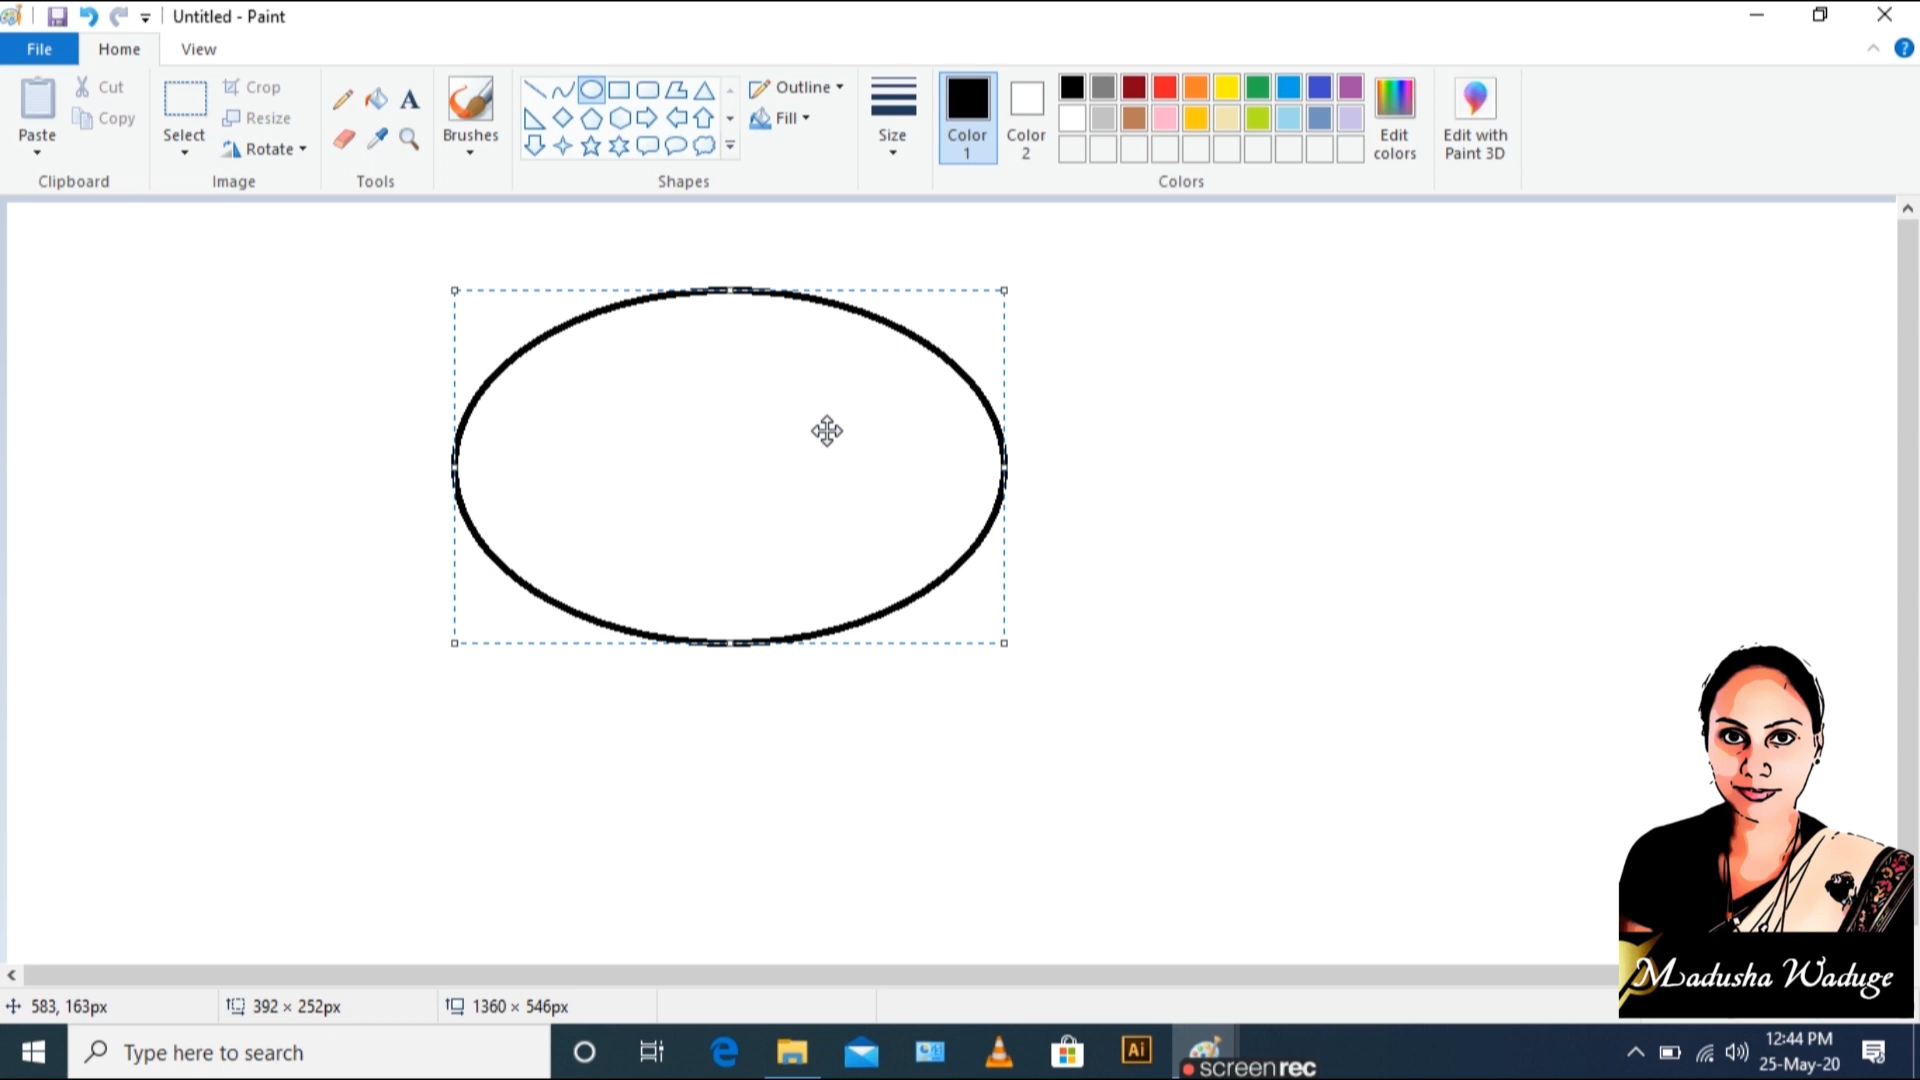 Untitled - Paint
File Home View
Paste
Cut
Copy
Clipboard
Select
Crop
Resize
Rotate
Image
A
Tools
Brushes
Shapes
Outline
Fill
Size
Color 1
Color 2
Edit colors
Colors
Edit with Paint 3D
?
583, 163px
392 × 252px
1360 × 546px
Madusha Waduge
Type here to search
Ai
screenrec
12:44 PM
25-May-20